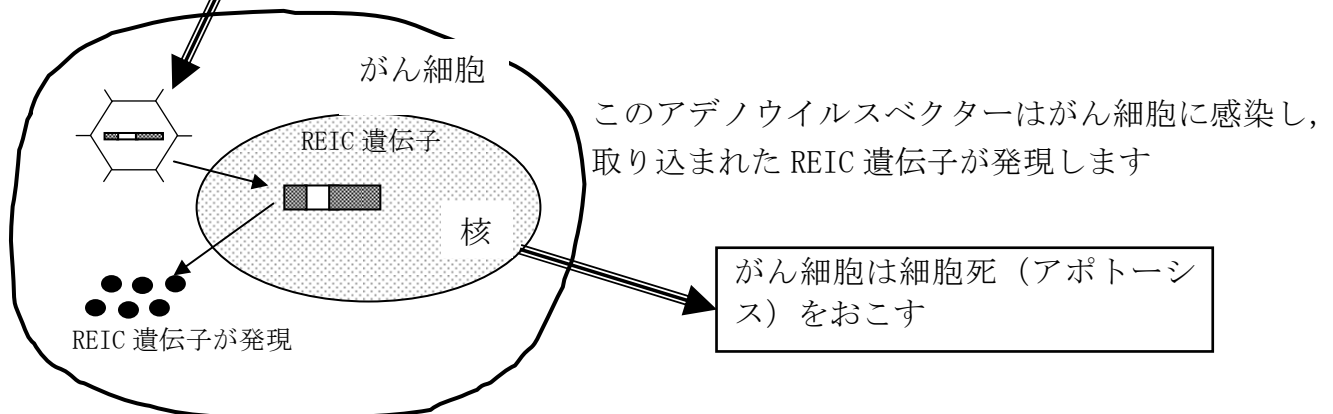 がん細胞
このアデノウイルスベクターはがん細胞に感染し,
取り込まれた REIC 遺伝子が発現します
REIC 遺伝子
核
がん細胞は細胞死（アポトーシ
ス）をおこす
REIC 遺伝子が発現